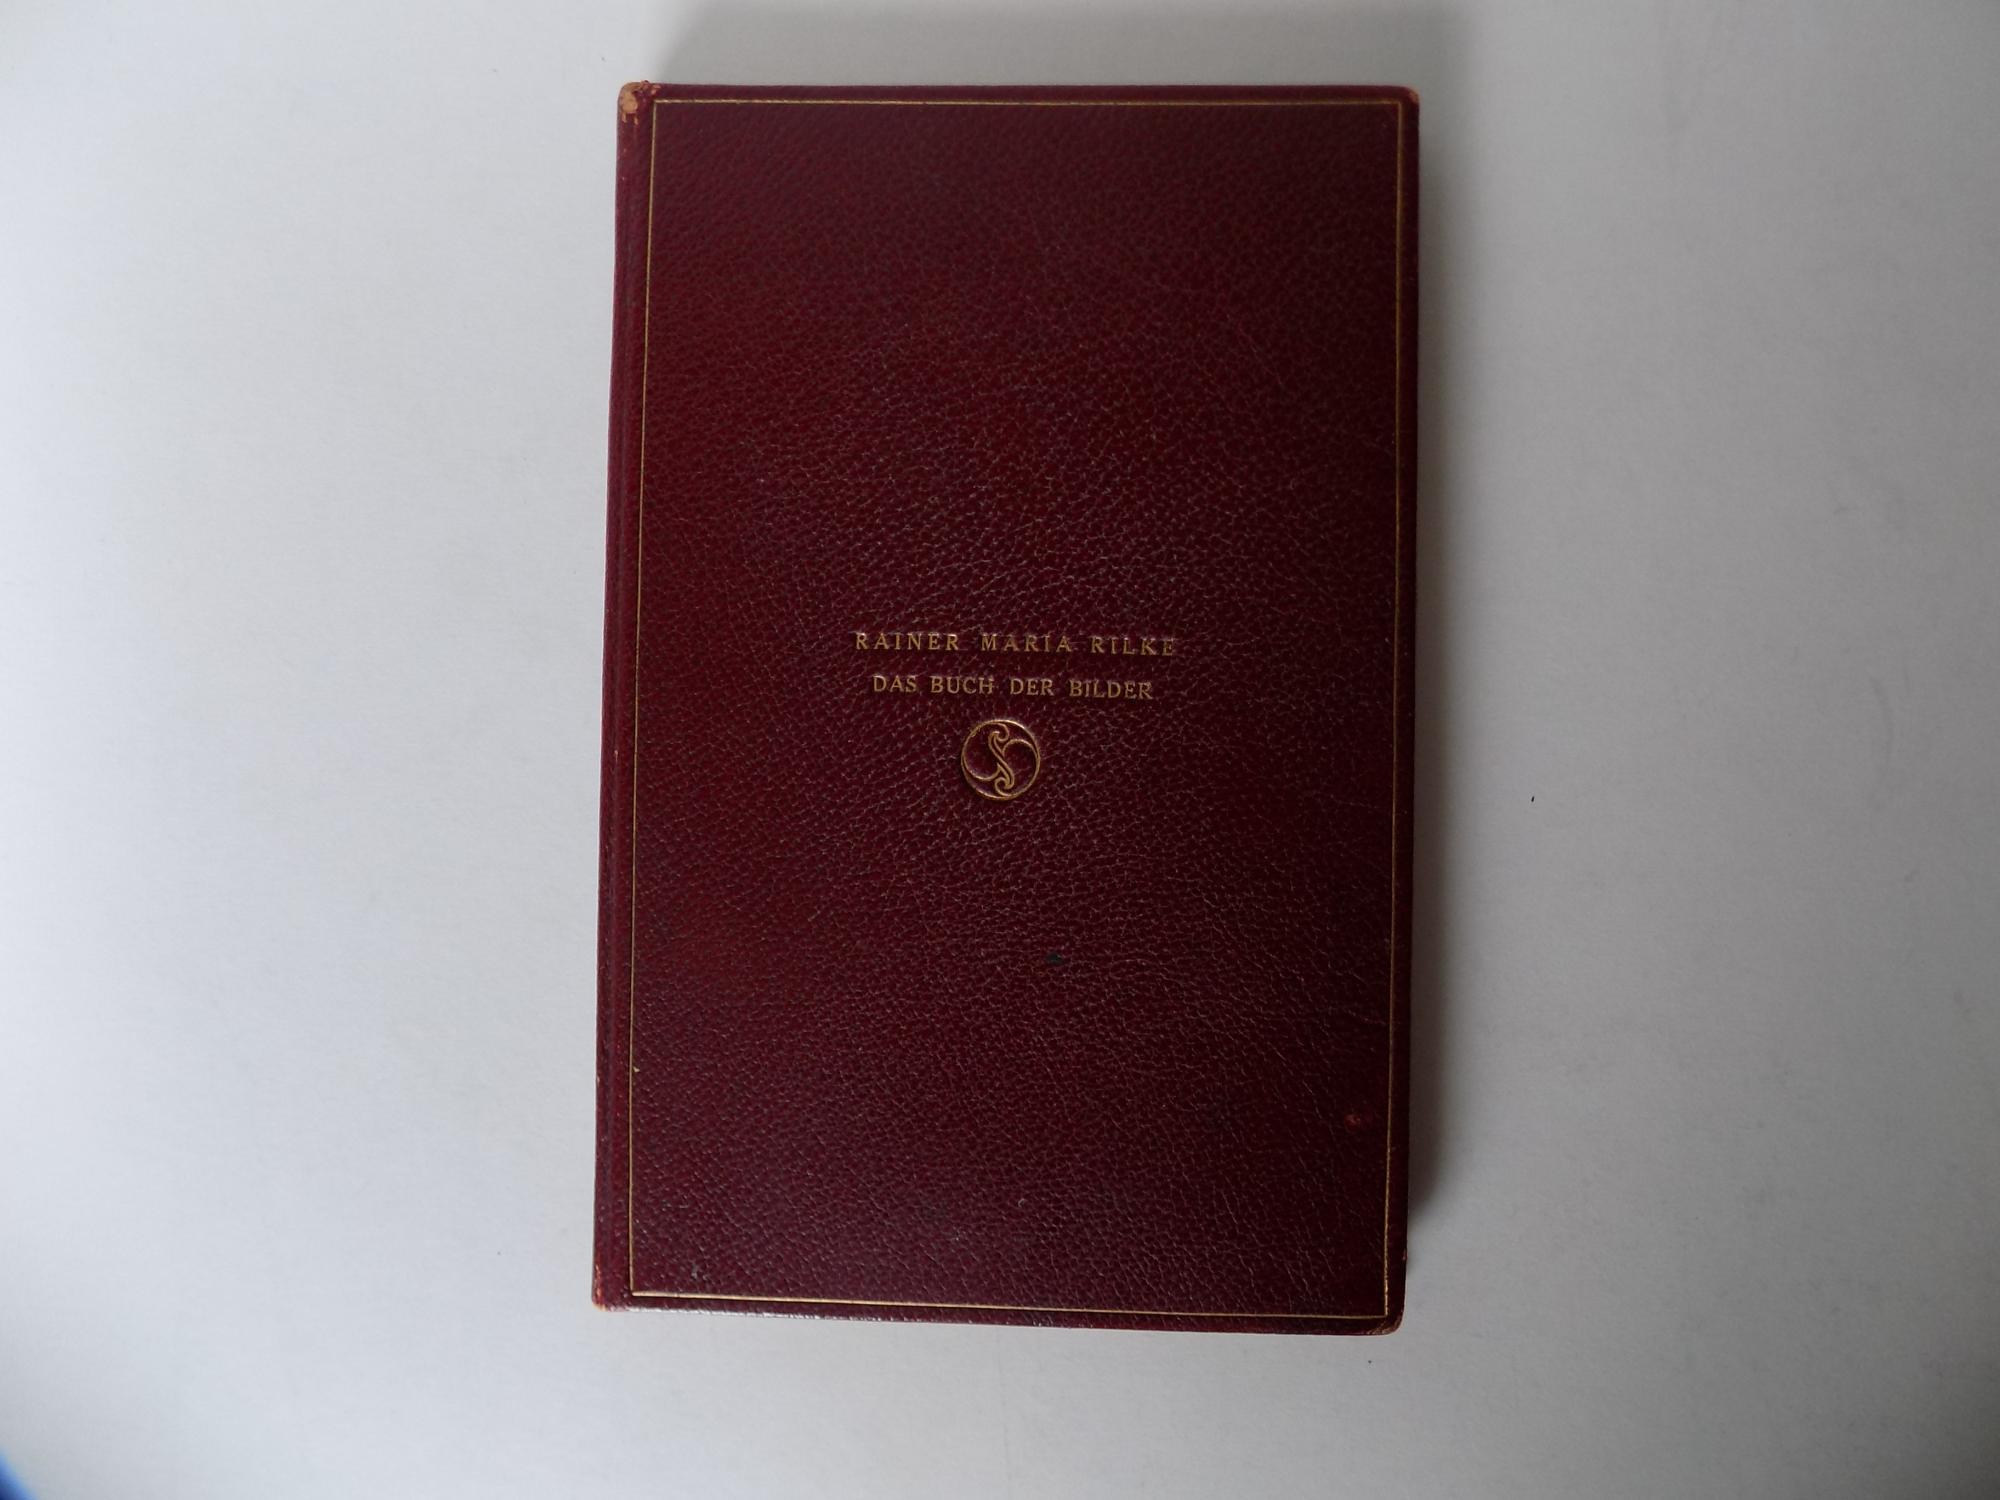 RAINER MARIA RILKE
DAS BUCH DER BILDER